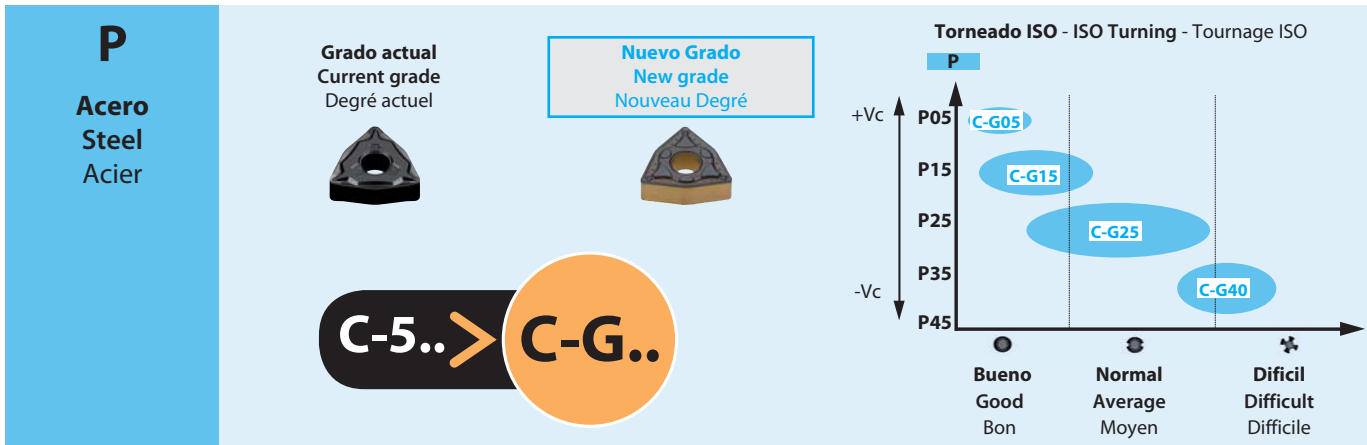 P
Acero
Steel
Acier
Grado actual
Current grade
Degré actuel
Nuevo Grado
New grade
Nouveau Degré
C-5.. > C-G..
Torneado ISO - ISO Turning - Tournage ISO
P
+Vc
-Vc
P05
P15
P25
P35
P45
C-G05
C-G15
C-G25
C-G40
Bueno
Good
Bon
Normal
Average
Moyen
Dificil
Difficult
Difficile